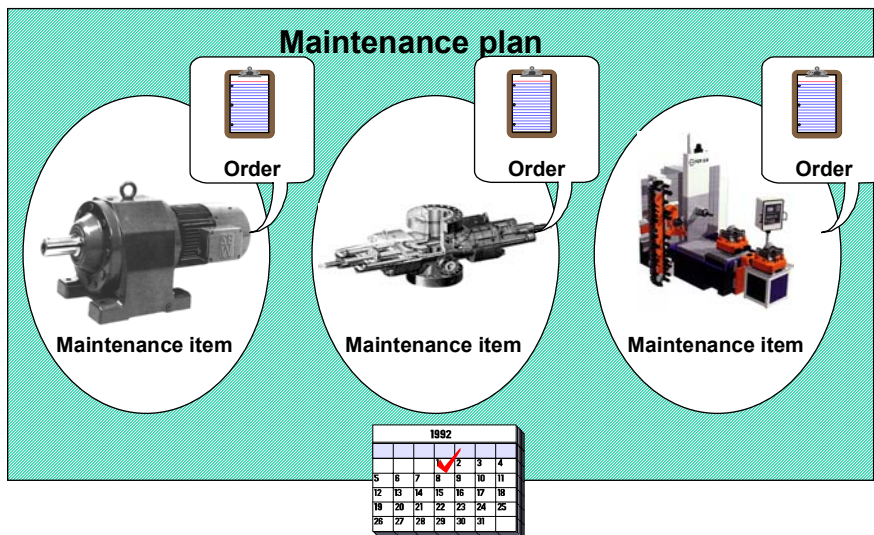 Maintenance plan
Order
Order
Order
Maintenance item
Maintenance item
Maintenance item
1992
1 2 3 4
5 6 7 8 9 10 11
12 13 14 15 16 17 18
19 20 21 22 23 24 25
26 27 28 29 30 31